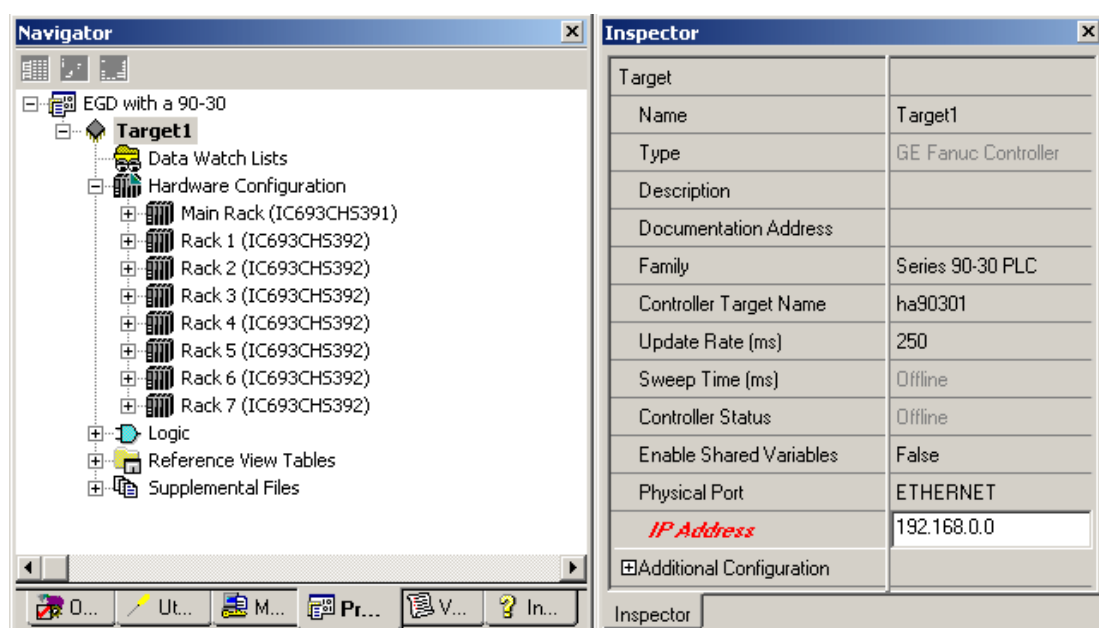 Navigator
EGD with a 90-30
Target1
Data Watch Lists
Hardware Configuration
Main Rack (IC693CHS391)
Rack 1 (IC693CHS392)
Rack 2 (IC693CHS392)
Rack 3 (IC693CHS392)
Rack 4 (IC693CHS392)
Rack 5 (IC693CHS392)
Rack 6 (IC693CHS392)
Rack 7 (IC693CHS392)
Logic
Reference View Tables
Supplemental Files
O... Ut... M... Pr... V... In...
Inspector
Target
Name Target1
Type GE Fanuc Controller
Description
Documentation Address
Family Series 90-30 PLC
Controller Target Name ha90301
Update Rate (ms) 250
Sweep Time (ms) Offline
Controller Status Offline
Enable Shared Variables False
Physical Port ETHERNET
IP Address 192.168.0.0
Additional Configuration
Inspector